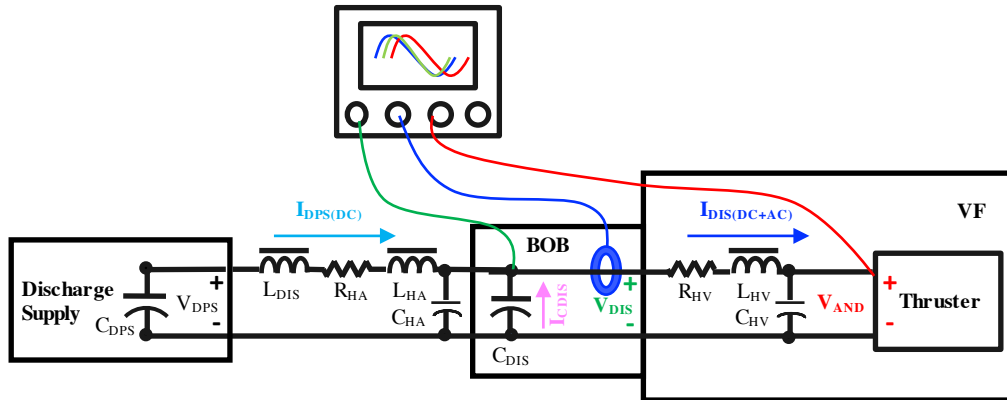 VF
I_DPS(DC)
I_DIS(DC+AC)
BOB
Discharge
Supply
C_DPS
V_DPS
+
-
L_DIS
R_HA
L_HA
C_HA
C_DIS
I_CDIS
V_DIS
+
-
R_HV
L_HV
C_HV
V_AND
+
-
Thruster